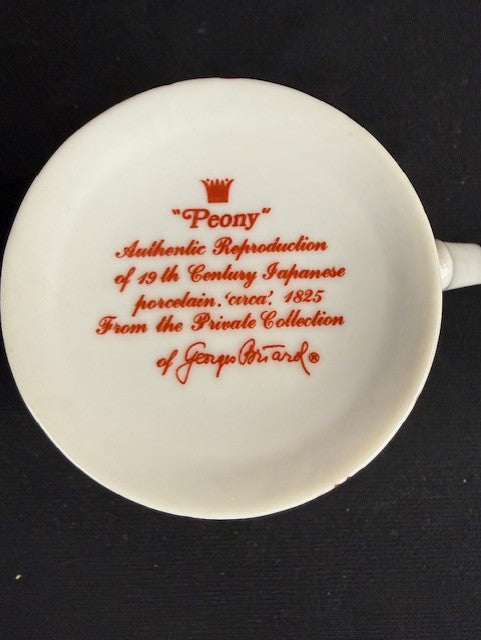 "Peony"
Authentic Reproduction
of 19th Century Japanese
porcelain. 'circa', 1825
From the Private Collection
of Georges Briard®